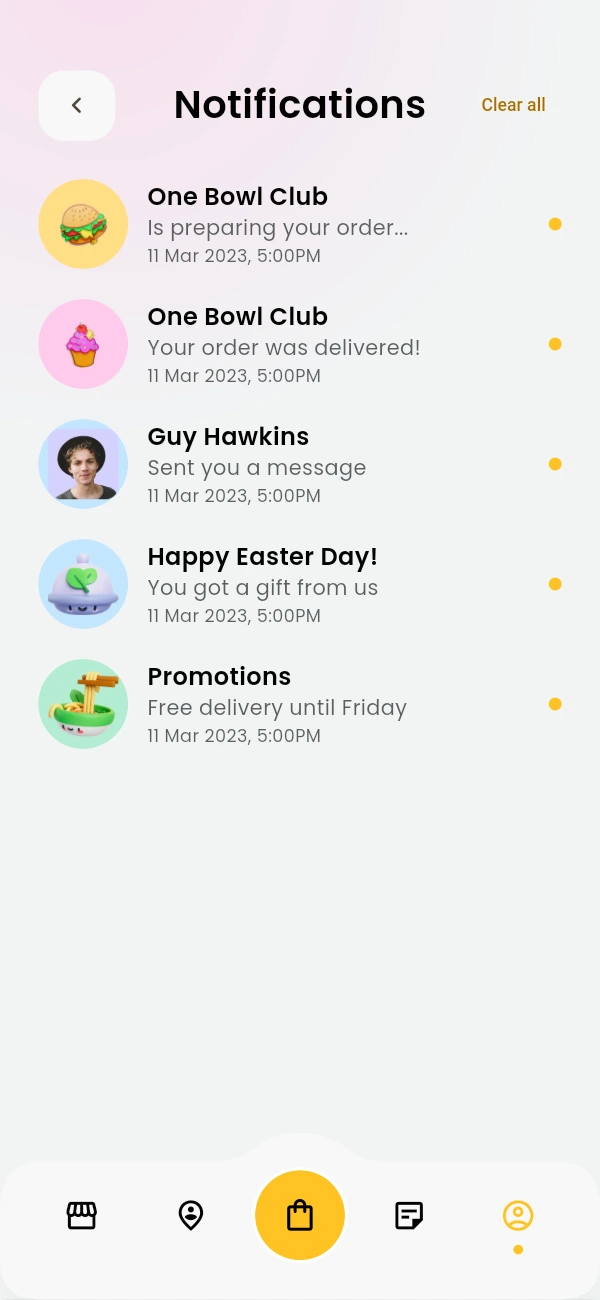 Notifications
Clear all
One Bowl Club
Is preparing your order...
11 Mar 2023, 5:00PM
One Bowl Club
Your order was delivered!
11 Mar 2023, 5:00PM
Guy Hawkins
Sent you a message
11 Mar 2023, 5:00PM
Happy Easter Day!
You got a gift from us
11 Mar 2023, 5:00PM
Promotions
Free delivery until Friday
11 Mar 2023, 5:00PM